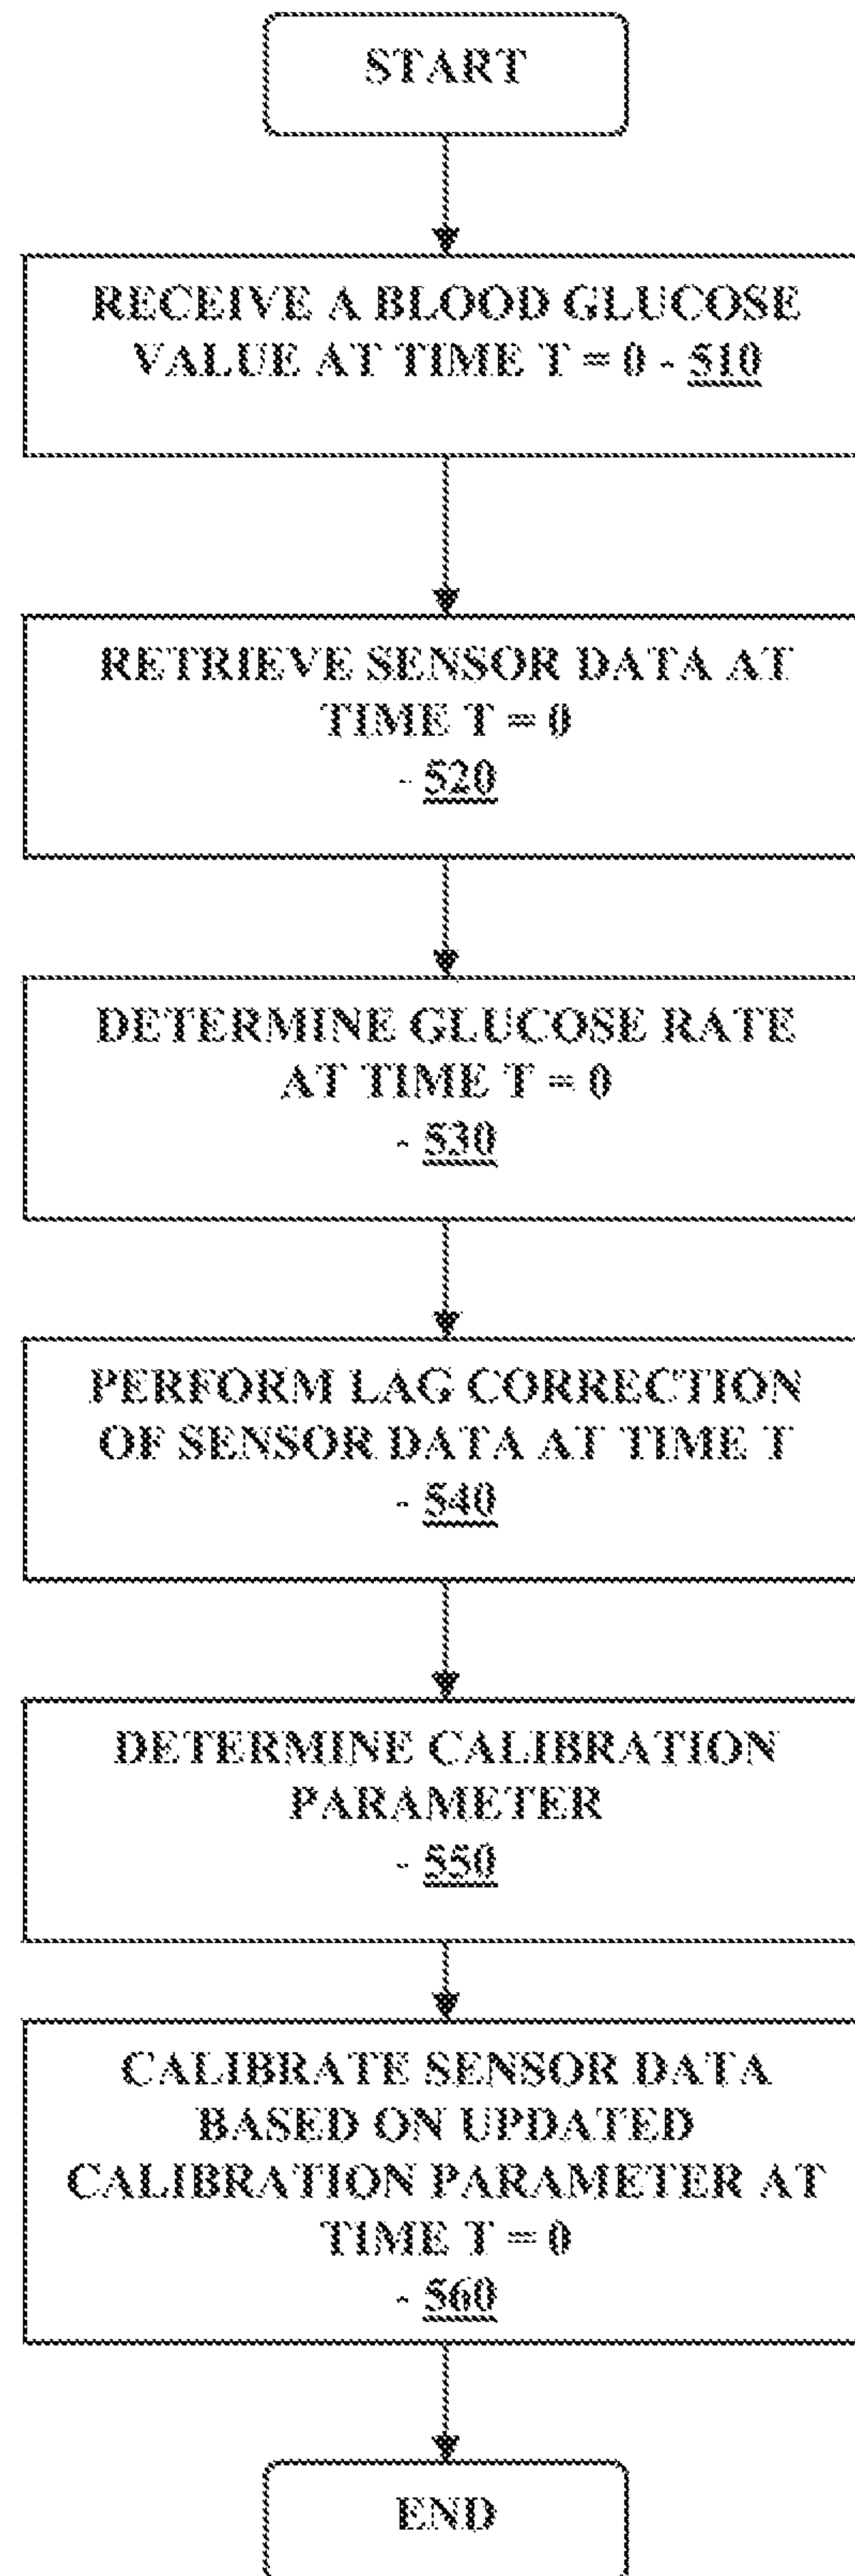 START
RECEIVE A BLOOD GLUCOSE
VALUE AT TIME T = 0 - 510
RETRIEVE SENSOR DATA AT
TIME T = 0
- 520
DETERMINE GLUCOSE RATE
AT TIME T = 0
- 530
PERFORM LAG CORRECTION
OF SENSOR DATA AT TIME T
- 540
DETERMINE CALIBRATION
PARAMETER
- 550
CALIBRATE SENSOR DATA
BASED ON UPDATED
CALIBRATION PARAMETER AT
TIME T = 0
- 560
END